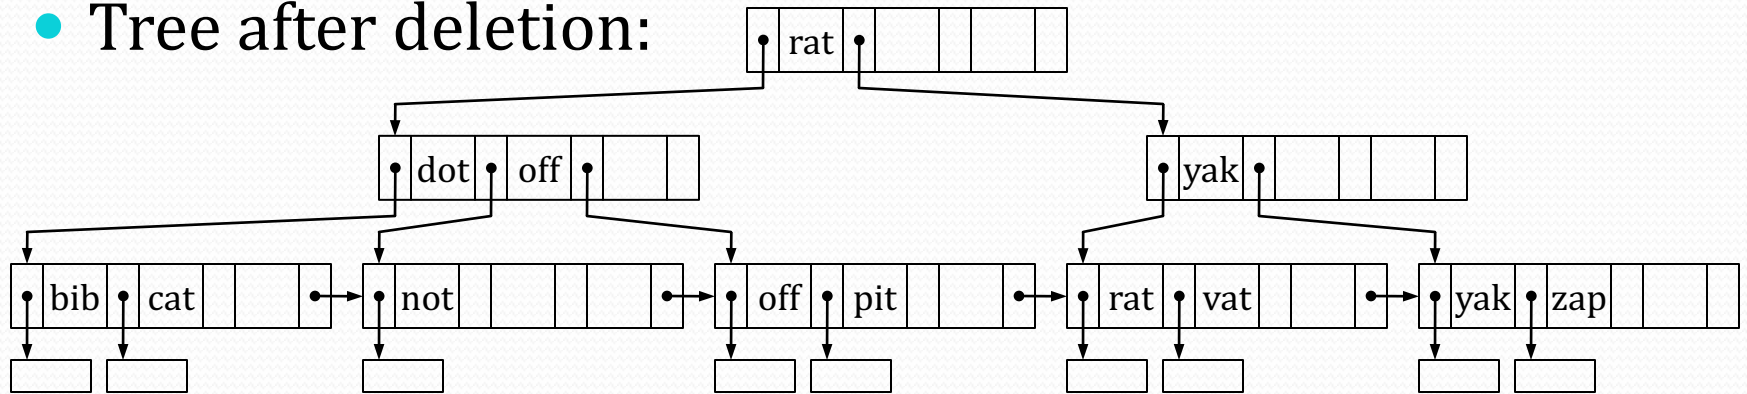 • Tree after deletion:
rat
dot off
yak
bib cat
not
off pit
rat vat
yak zap